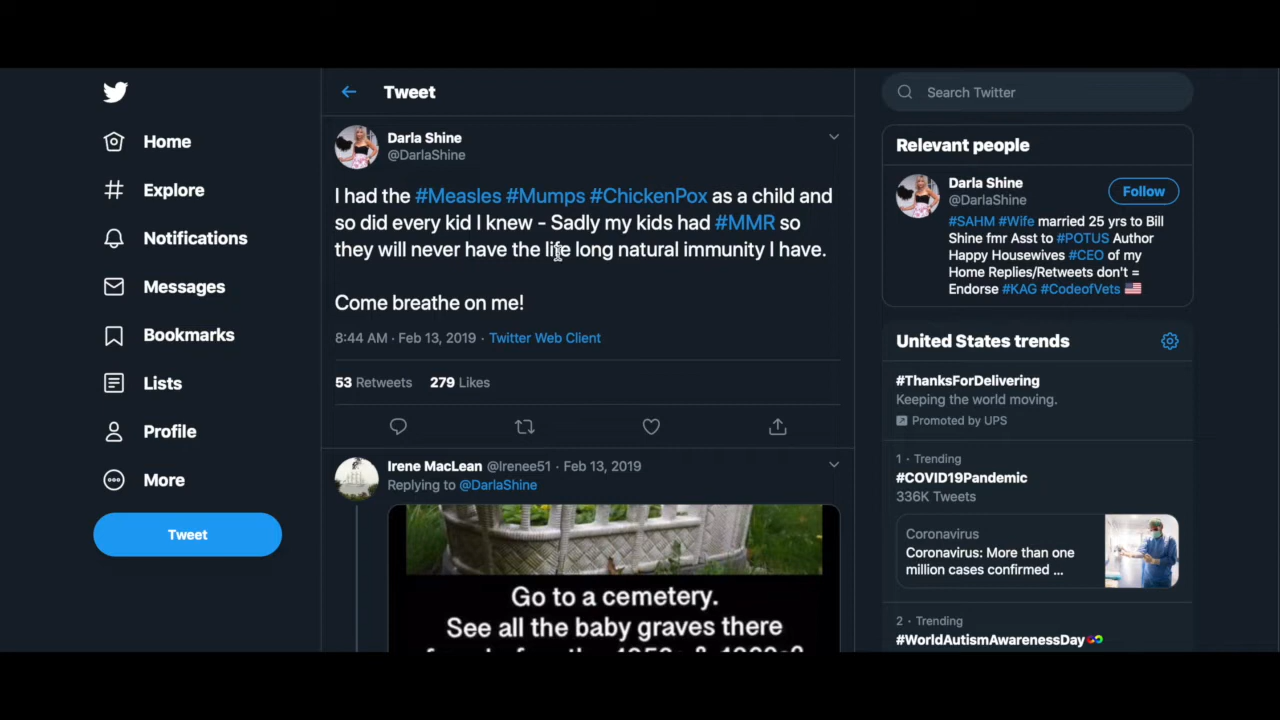 Home
Explore
Notifications
Messages
Bookmarks
Lists
Profile
More
Tweet
Tweet
Darla Shine
@DarlaShine
I had the #Measles #Mumps #ChickenPox as a child and
so did every kid I knew - Sadly my kids had #MMR so
they will never have the life long natural immunity I have.
Come breathe on me!
8:44 AM · Feb 13, 2019 · Twitter Web Client
53 Retweets 279 Likes
Irene MacLean @Irenee51 · Feb 13, 2019
Replying to @DarlaShine
Go to a cemetery.
See all the baby graves there
Search Twitter
Relevant people
Darla Shine
@DarlaShine
Follow
#SAHM #Wife married 25 yrs to Bill
Shine fmr Asst to #POTUS Author
Happy Housewives #CEO of my
Home Replies/Retweets don't =
Endorse #KAG #CodeofVets
United States trends
#ThanksForDelivering
Keeping the world moving.
Promoted by UPS
1 · Trending
#COVID19Pandemic
336K Tweets
Coronavirus
Coronavirus: More than one
million cases confirmed ...
2 · Trending
#WorldAutismAwarenessDay